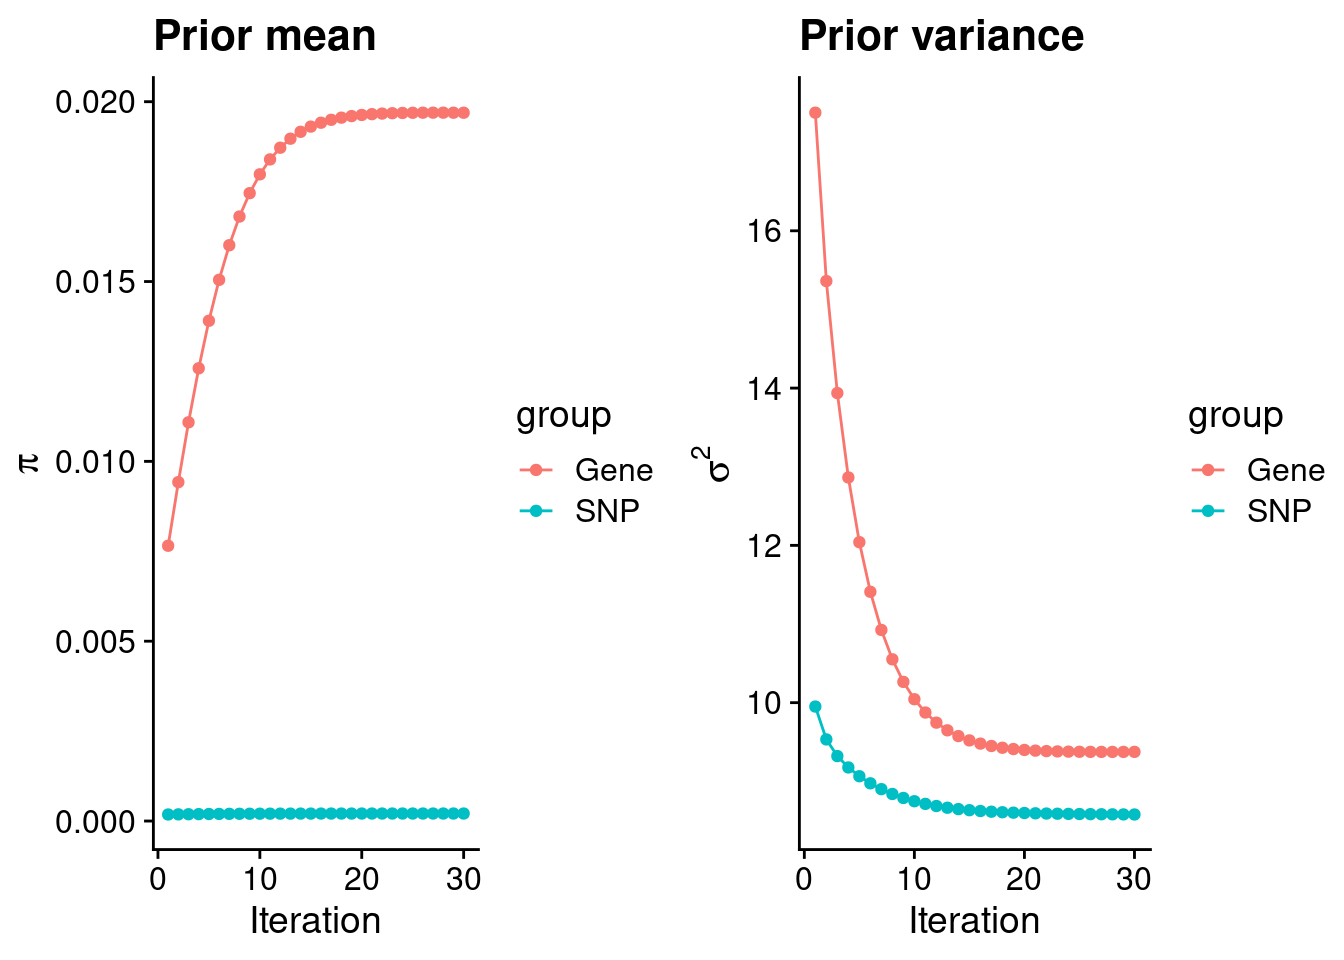 Prior mean
0.020
0.015
0.010
0.005
0.000
π
0 10 20 30
Iteration
group
Gene
SNP
Prior variance
16
14
12
10
σ²
0 10 20 30
Iteration
group
Gene
SNP